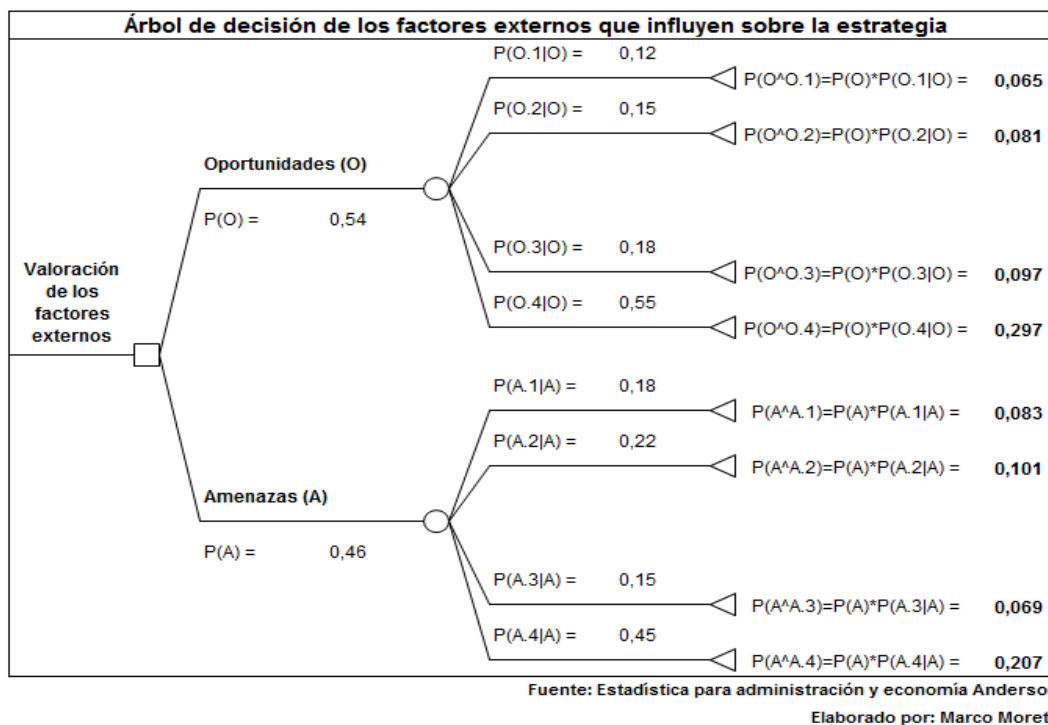 Árbol de decisión de los factores externos que influyen sobre la estrategia
P(O.1|O) = 0,12
P(O^O.1)=P(O)*P(O.1|O) = 0,065
P(O.2|O) = 0,15
P(O^O.2)=P(O)*P(O.2|O) = 0,081
Oportunidades (O)
P(O) = 0,54
P(O.3|O) = 0,18
P(O^O.3)=P(O)*P(O.3|O) = 0,097
P(O.4|O) = 0,55
P(O^O.4)=P(O)*P(O.4|O) = 0,297
Valoración
de los
factores
externos
P(A.1|A) = 0,18
P(A^A.1)=P(A)*P(A.1|A) = 0,083
P(A.2|A) = 0,22
P(A^A.2)=P(A)*P(A.2|A) = 0,101
Amenazas (A)
P(A) = 0,46
P(A.3|A) = 0,15
P(A^A.3)=P(A)*P(A.3|A) = 0,069
P(A.4|A) = 0,45
P(A^A.4)=P(A)*P(A.4|A) = 0,207
Fuente: Estadística para administración y economía Anderso
Elaborado por: Marco Moret